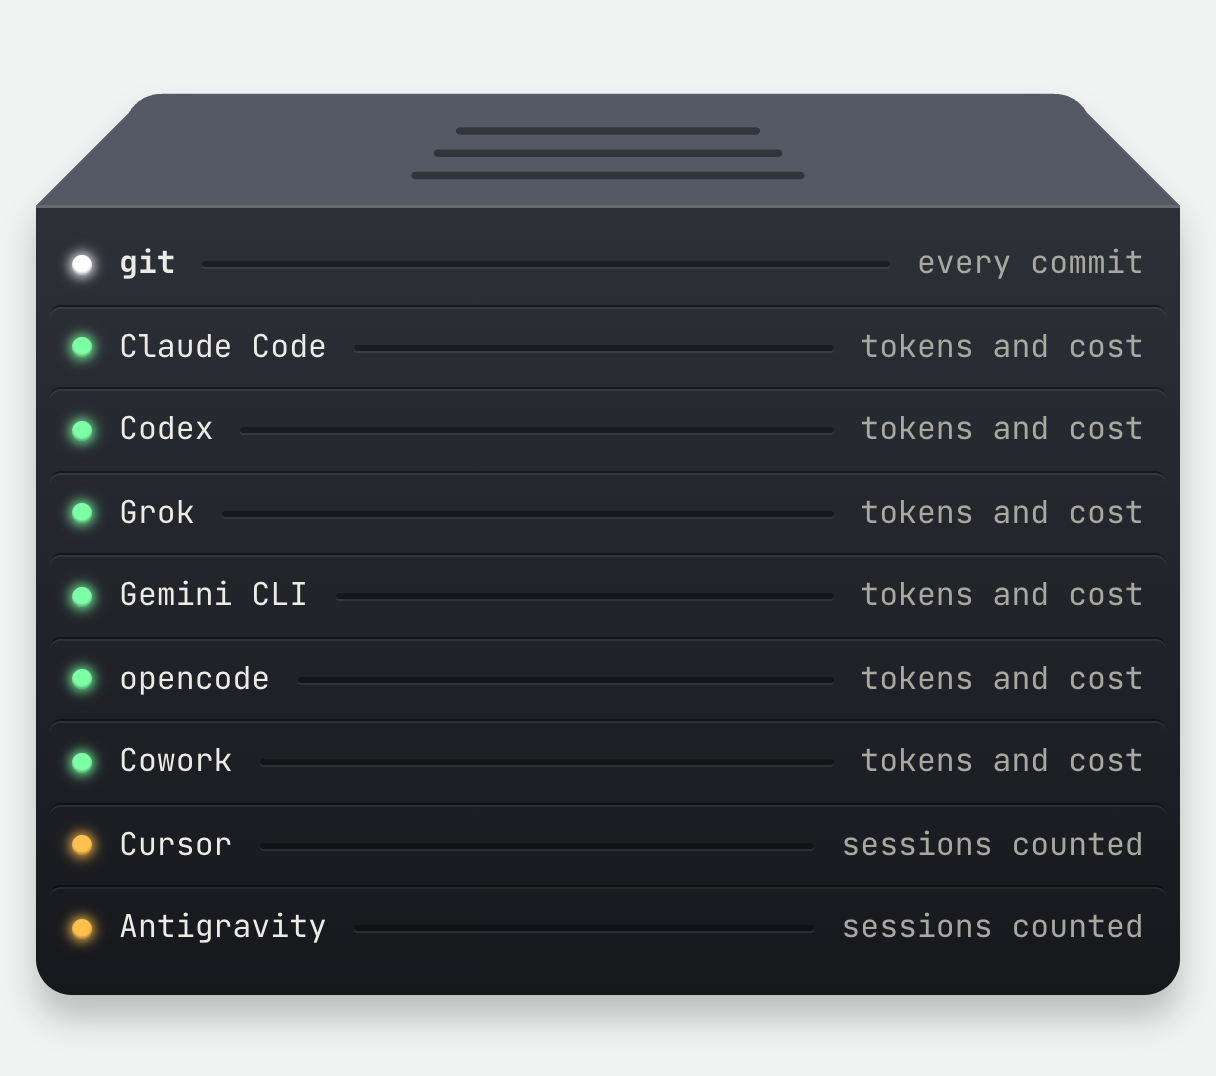 git every commit
Claude Code tokens and cost
Codex tokens and cost
Grok tokens and cost
Gemini CLI tokens and cost
opencode tokens and cost
Cowork tokens and cost
Cursor sessions counted
Antigravity sessions counted